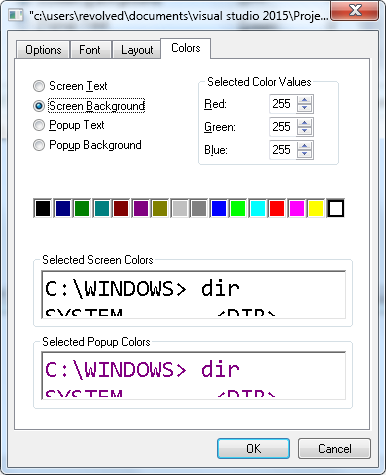 "c:\users\revolved\documents\visual studio 2015\Proje...
Options Font Layout Colors
Screen Text
Screen Background
Popup Text
Popup Background
Selected Color Values
Red: 255
Green: 255
Blue: 255
Selected Screen Colors
C:\WINDOWS> dir
SYSTEM <DIR>
Selected Popup Colors
C:\WINDOWS> dir
SYSTEM <DIR>
OK Cancel